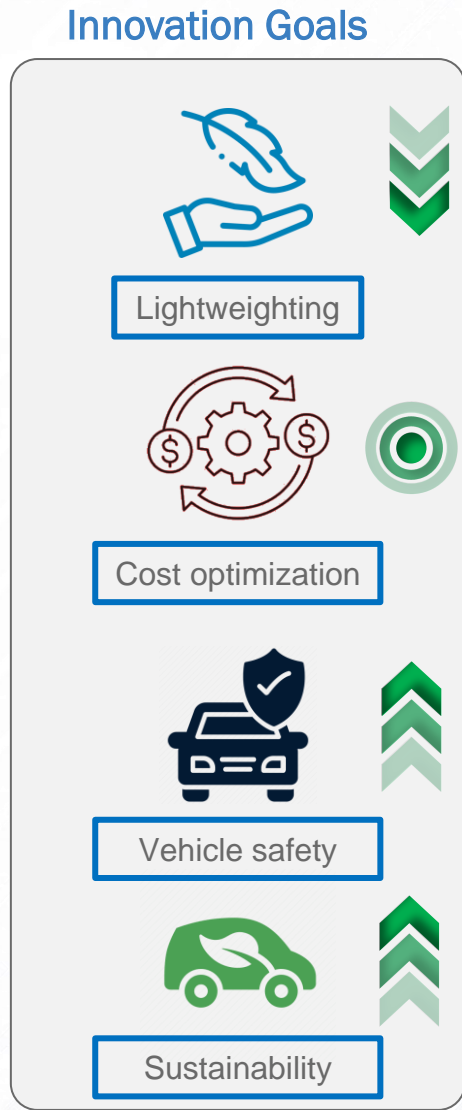 Innovation Goals
Lightweighting
$
$
Cost optimization
Vehicle safety
Sustainability